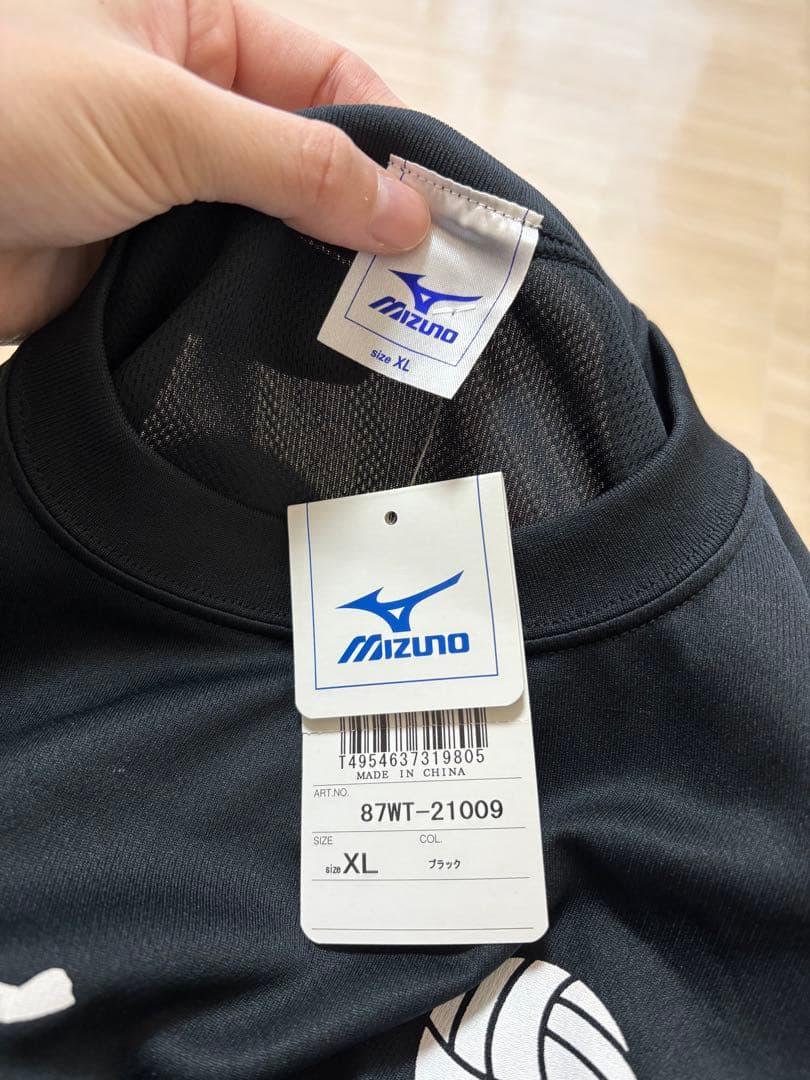 MIZUNO
size XL
MIZUNO
T4954637319805
MADE IN CHINA
ART.NO.
87WT-21009
SIZE
COL.
size XL
ブラック